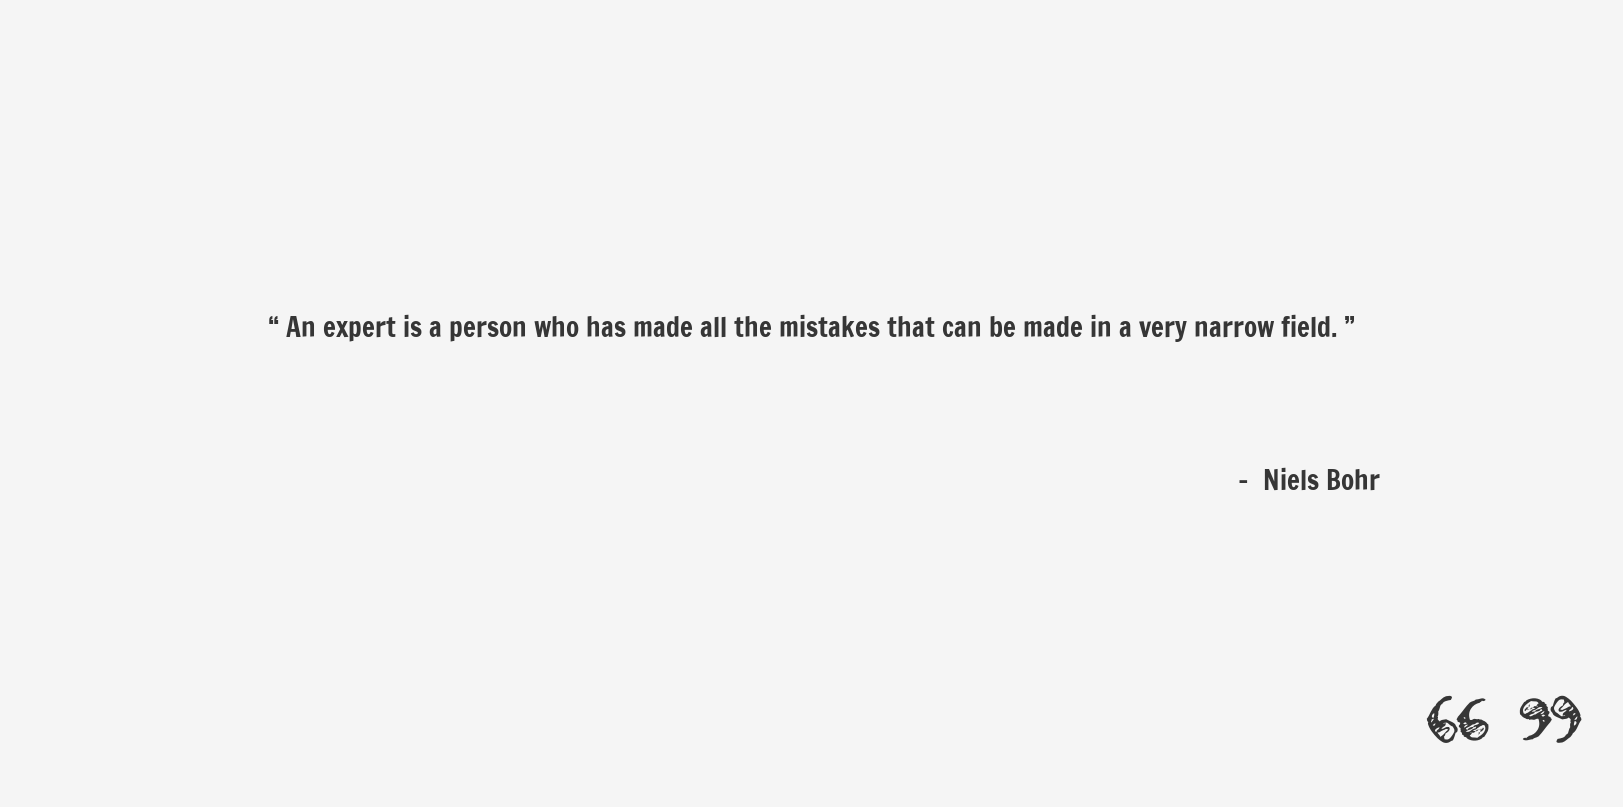 “ An expert is a person who has made all the mistakes that can be made in a very narrow field. ”
- Niels Bohr
“ ”